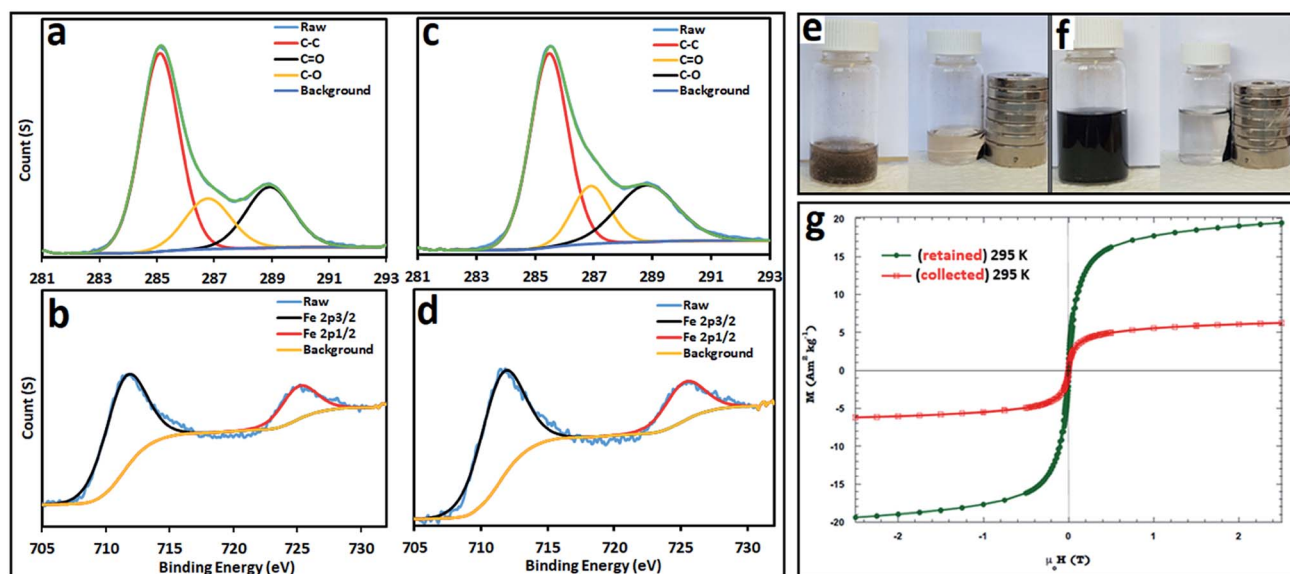 a
Raw
C-C
C=O
C-O
Background
Count (S)
281 283 285 287 289 291 293
c
Raw
C-C
C=O
C-O
Background
281 283 285 287 289 291 293
b
Raw
Fe 2p3/2
Fe 2p1/2
Background
Count (S)
705 710 715 720 725 730
Binding Energy (eV)
d
Raw
Fe 2p3/2
Fe 2p1/2
Background
705 710 715 720 725 730
Binding Energy (eV)
e
f
g
(retained) 295 K
(collected) 295 K
M (Am² kg⁻¹)
20
15
10
5
0
-5
-10
-15
-20
-2 -1 0 1 2
μ₀H (T)